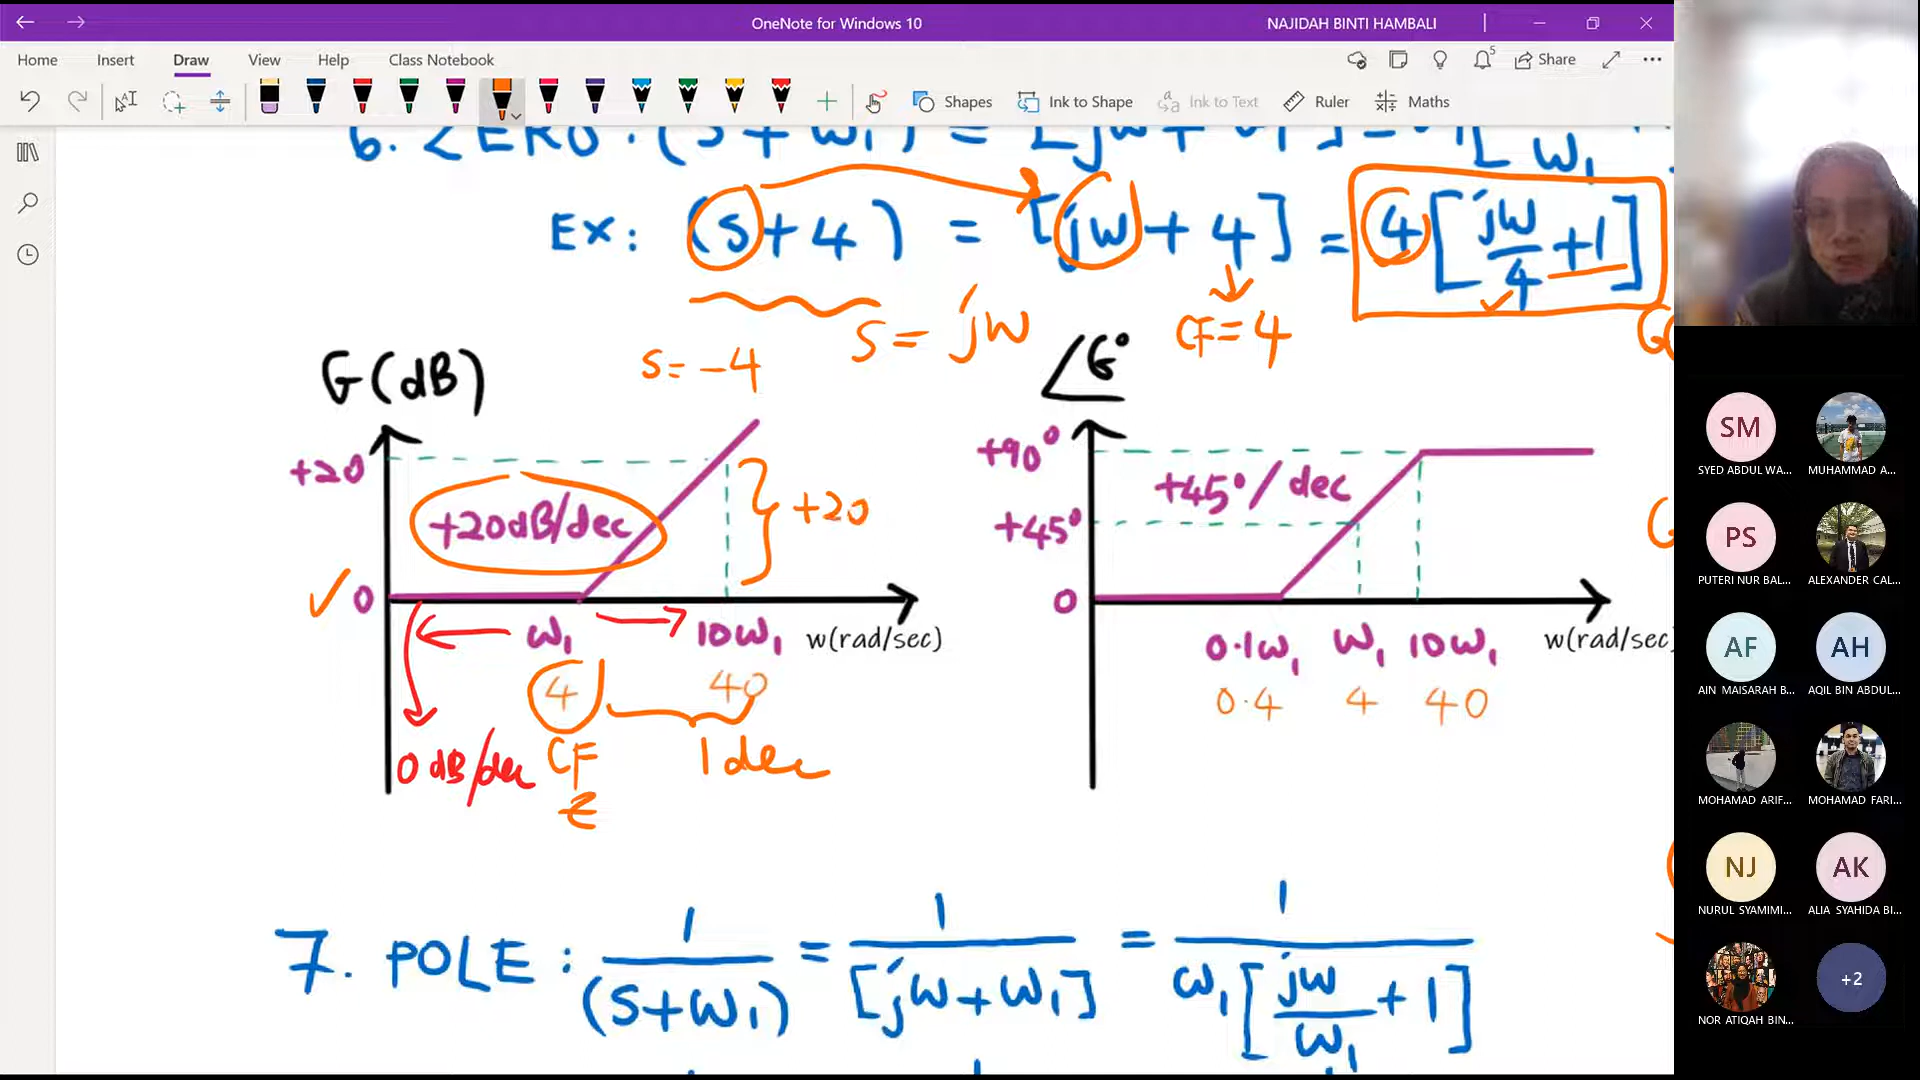 OneNote for Windows 10
NAJIDAH BINTI HAMBALI
Home Insert Draw View Help Class Notebook
5 Share
Shapes Ink to Shape Ink to Text Ruler Maths
6. ZERO : (S+W1) = [jW +
W1
EX: (S+4) = [jW+4] = 4[jW/4 +1]
S = jW
CF=4
S = -4
G(dB)
∠G°
+20
+20dB/dec
+20
0
W1 10W1 w(rad/sec)
4 40
0 dB/dec CF 1 dec
+90°
+45°/dec
+45°
0
0.1W1 W1 10W1 w(rad/sec)
0.4 4 40
7. POLE : 1/(S+W1) = 1/[jW+W1] = 1/W1[jW/W1 +1]
SM
SYED ABDUL WA... MUHAMMAD A...
PS
PUTERI NUR BAL... ALEXANDER CAL...
AF AH
AIN MAISARAH B... AQIL BIN ABDUL...
MOHAMAD ARIF... MOHAMAD FARI...
NJ AK
NURUL SYAMIMI... ALIA SYAHIDA BI...
+2
NOR ATIQAH BIN...